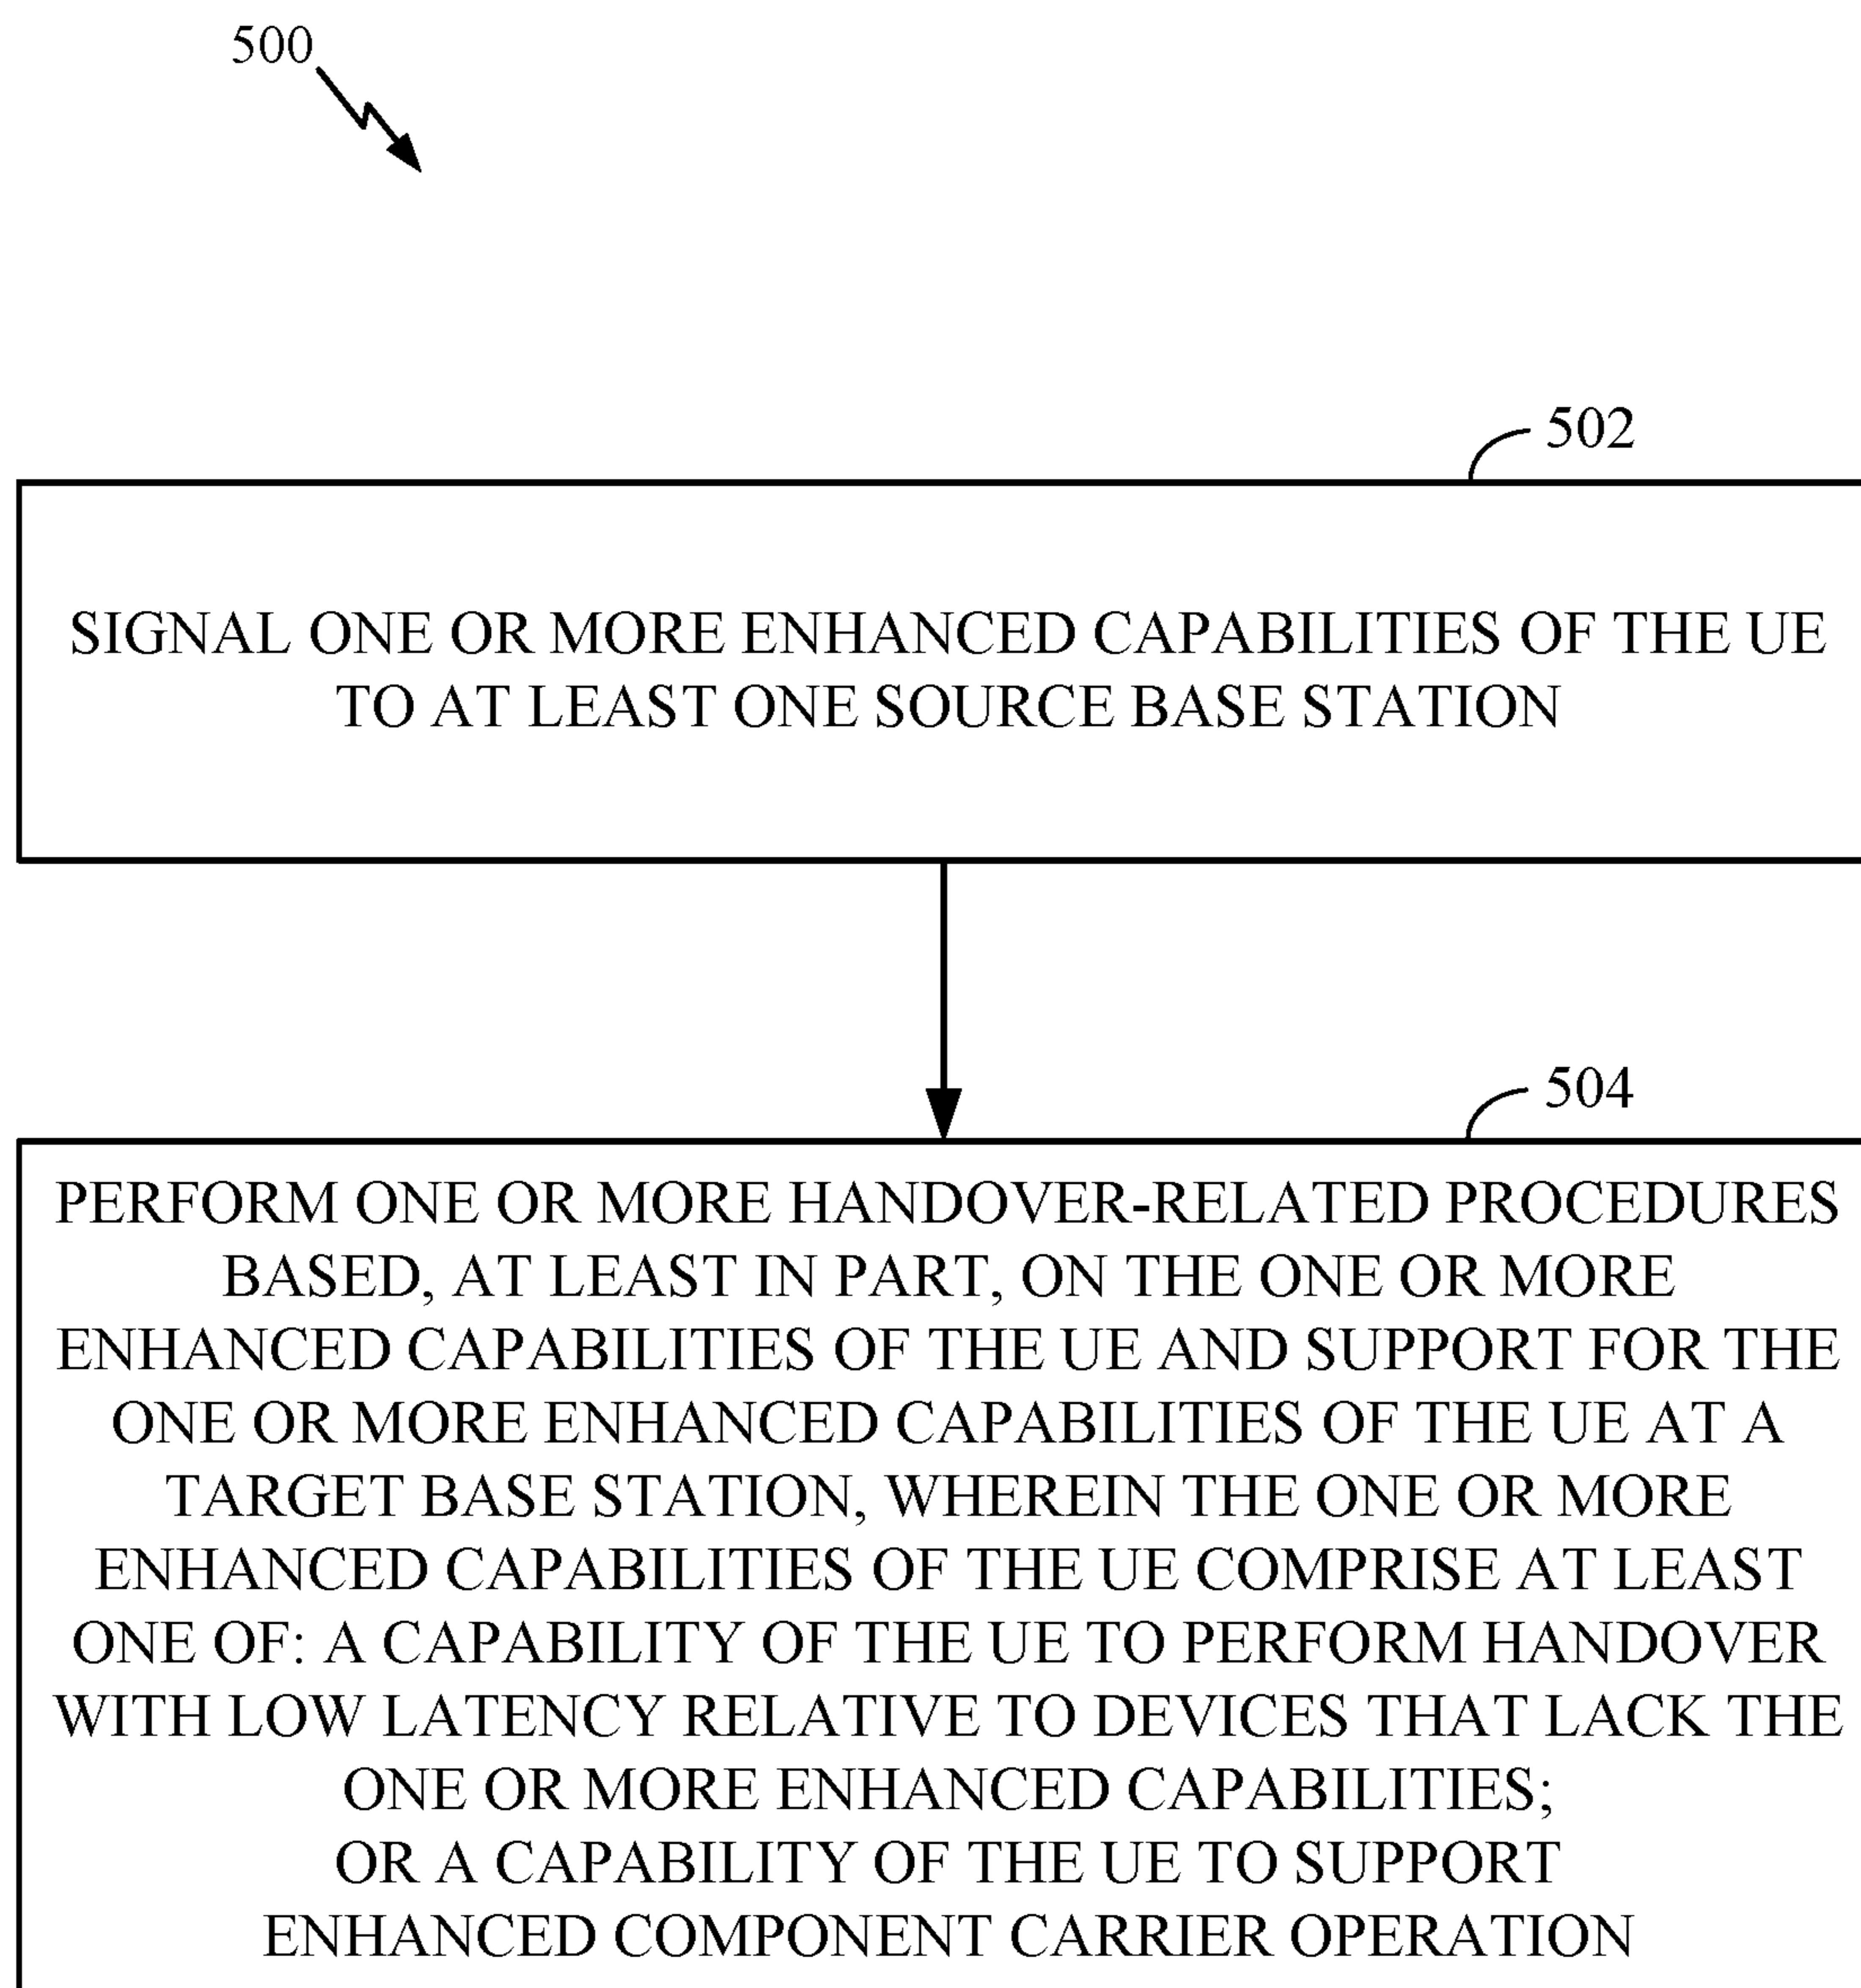 500
502
SIGNAL ONE OR MORE ENHANCED CAPABILITIES OF THE UE
TO AT LEAST ONE SOURCE BASE STATION
504
PERFORM ONE OR MORE HANDOVER-RELATED PROCEDURES
BASED, AT LEAST IN PART, ON THE ONE OR MORE
ENHANCED CAPABILITIES OF THE UE AND SUPPORT FOR THE
ONE OR MORE ENHANCED CAPABILITIES OF THE UE AT A
TARGET BASE STATION, WHEREIN THE ONE OR MORE
ENHANCED CAPABILITIES OF THE UE COMPRISE AT LEAST
ONE OF: A CAPABILITY OF THE UE TO PERFORM HANDOVER
WITH LOW LATENCY RELATIVE TO DEVICES THAT LACK THE
ONE OR MORE ENHANCED CAPABILITIES;
OR A CAPABILITY OF THE UE TO SUPPORT
ENHANCED COMPONENT CARRIER OPERATION